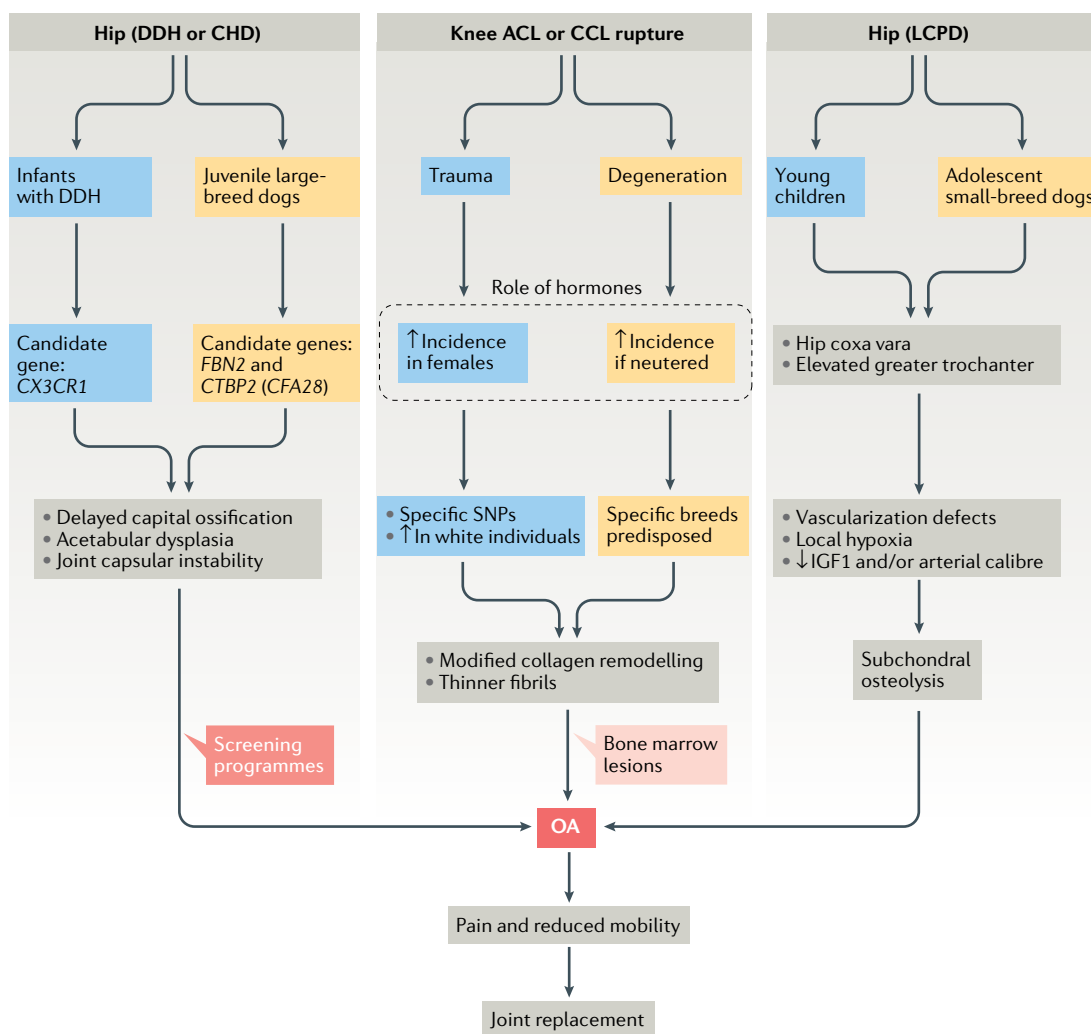 Hip (DDH or CHD)
Infants
with DDH
Juvenile large-
breed dogs
Candidate
gene:
CX3CR1
Candidate genes:
FBN2 and
CTBP2 (CFA28)
• Delayed capital ossification
• Acetabular dysplasia
• Joint capsular instability
Screening
programmes
Knee ACL or CCL rupture
Trauma
Degeneration
Role of hormones
↑ Incidence
in females
↑ Incidence
if neutered
• Specific SNPs
• ↑ In white individuals
Specific breeds
predisposed
• Modified collagen remodelling
• Thinner fibrils
Bone marrow
lesions
Hip (LCPD)
Young
children
Adolescent
small-breed dogs
• Hip coxa vara
• Elevated greater trochanter
• Vascularization defects
• Local hypoxia
• ↓ IGF1 and/or arterial calibre
Subchondral
osteolysis
OA
Pain and reduced mobility
Joint replacement